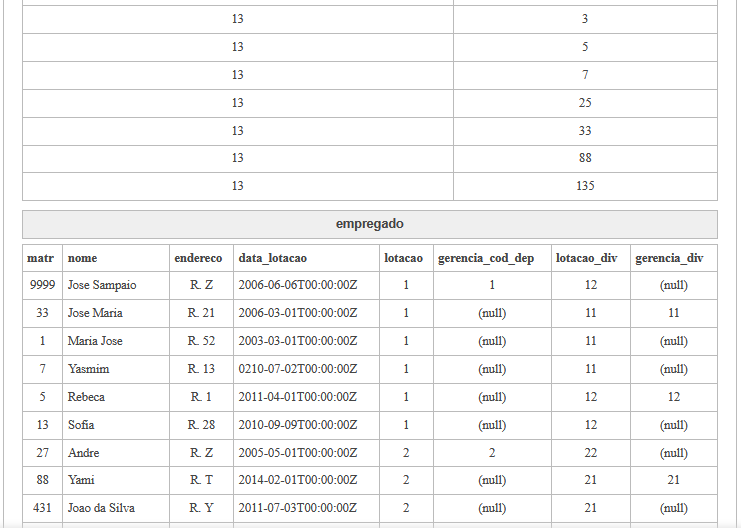 13 3
13 5
13 7
13 25
13 33
13 88
13 135
empregado
matr nome endereco data_lotacao lotacao gerencia_cod_dep lotacao_div gerencia_div
9999 Jose Sampaio R. Z 2006-06-06T00:00:00Z 1 1 12 (null)
33 Jose Maria R. 21 2006-03-01T00:00:00Z 1 (null) 11 11
1 Maria Jose R. 52 2003-03-01T00:00:00Z 1 (null) 11 (null)
7 Yasmim R. 13 0210-07-02T00:00:00Z 1 (null) 11 (null)
5 Rebeca R. 1 2011-04-01T00:00:00Z 1 (null) 12 12
13 Sofia R. 28 2010-09-09T00:00:00Z 1 (null) 12 (null)
27 Andre R. Z 2005-05-01T00:00:00Z 2 2 22 (null)
88 Yami R. T 2014-02-01T00:00:00Z 2 (null) 21 21
431 Joao da Silva R. Y 2011-07-03T00:00:00Z 2 (null) 21 (null)